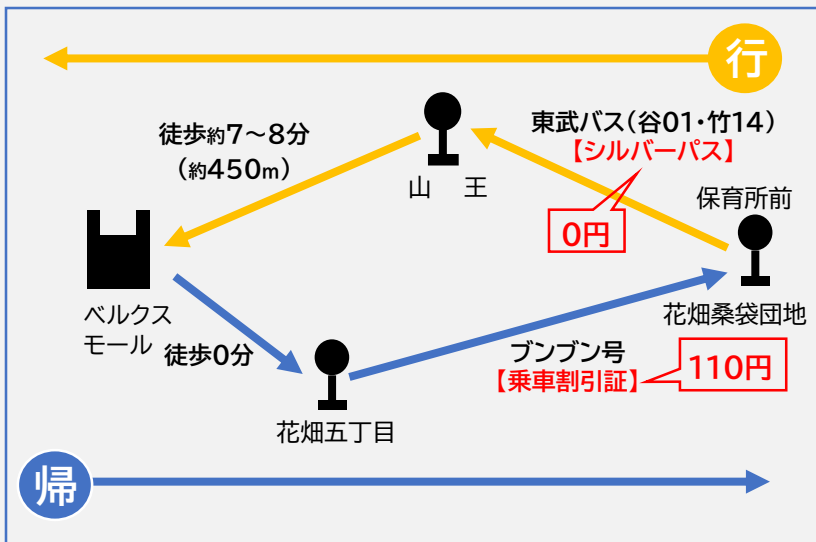 行
徒歩約7～8分
（約450m）
山　王
東武バス（谷01・竹14）
【シルバーパス】
0円
保育所前
花畑桑袋団地
ベルクス
モール
徒歩0分
花畑五丁目
ブンブン号
【乗車割引証】
110円
帰